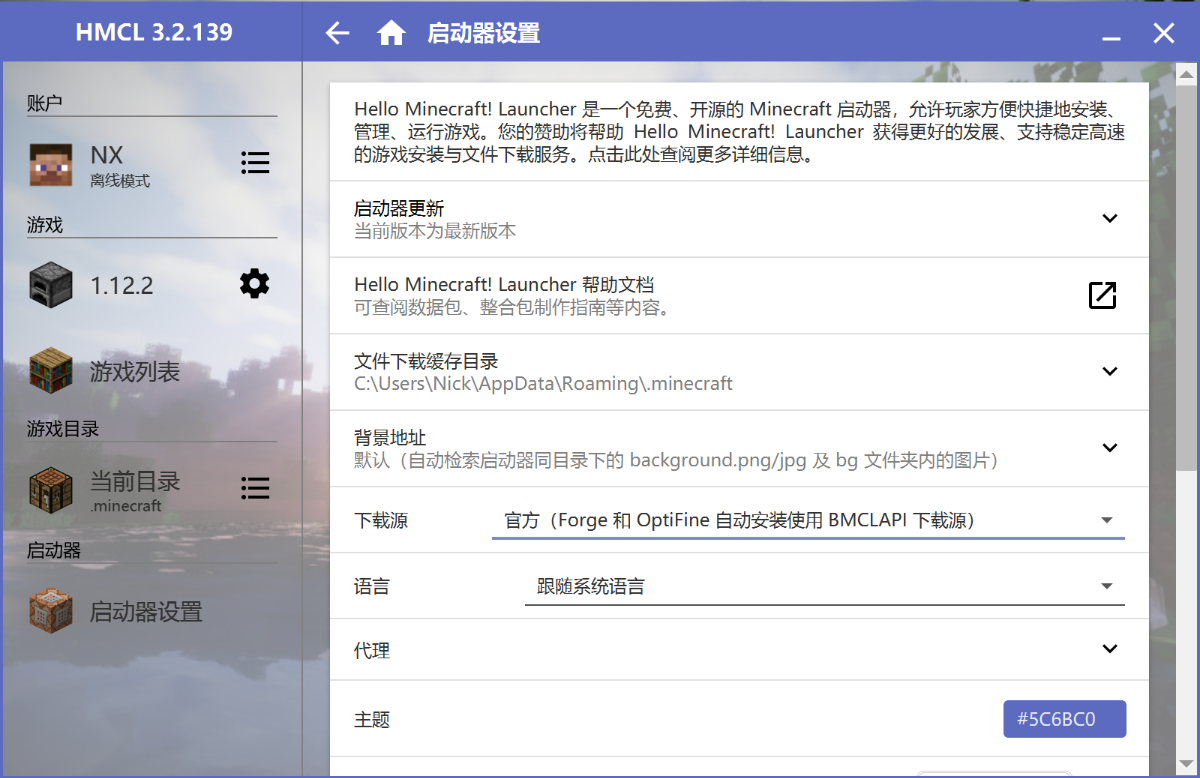 HMCL 3.2.139
启动器设置
账户
NX
离线模式
游戏
1.12.2
游戏列表
游戏目录
当前目录
.minecraft
启动器
启动器设置
Hello Minecraft! Launcher 是一个免费、开源的 Minecraft 启动器，允许玩家方便快捷地安装、
管理、运行游戏。您的赞助将帮助 Hello Minecraft! Launcher 获得更好的发展、支持稳定高速
的游戏安装与文件下载服务。点击此处查阅更多详细信息。
启动器更新
当前版本为最新版本
Hello Minecraft! Launcher 帮助文档
可查阅数据包、整合包制作指南等内容。
文件下载缓存目录
C:\Users\Nick\AppData\Roaming\.minecraft
背景地址
默认（自动检索启动器同目录下的 background.png/jpg 及 bg 文件夹内的图片）
下载源
官方（Forge 和 OptiFine 自动安装使用 BMCLAPI 下载源）
语言
跟随系统语言
代理
主题
#5C6BC0